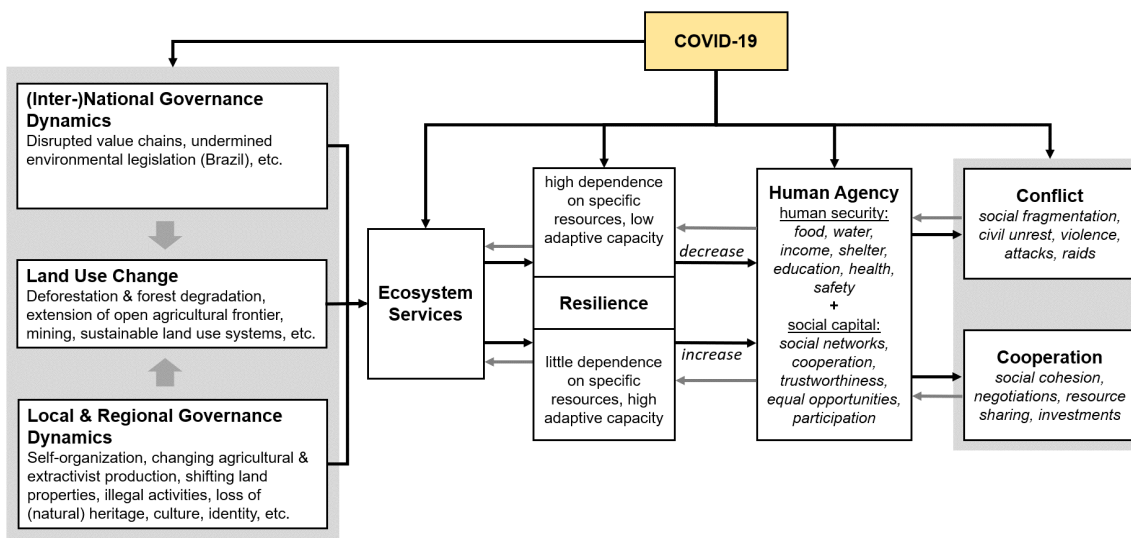 COVID-19
(Inter-)National Governance
Dynamics
Disrupted value chains, undermined
environmental legislation (Brazil), etc.
Land Use Change
Deforestation & forest degradation,
extension of open agricultural frontier,
mining, sustainable land use systems, etc.
Local & Regional Governance
Dynamics
Self-organization, changing agricultural &
extractivist production, shifting land
properties, illegal activities, loss of
(natural) heritage, culture, identity, etc.
Ecosystem
Services
high dependence
on specific
resources, low
adaptive capacity
Resilience
little dependence
on specific
resources, high
adaptive capacity
decrease
increase
Human Agency
human security:
food, water,
income, shelter,
education, health,
safety
+
social capital:
social networks,
cooperation,
trustworthiness,
equal opportunities,
participation
Conflict
social fragmentation,
civil unrest, violence,
attacks, raids
Cooperation
social cohesion,
negotiations, resource
sharing, investments